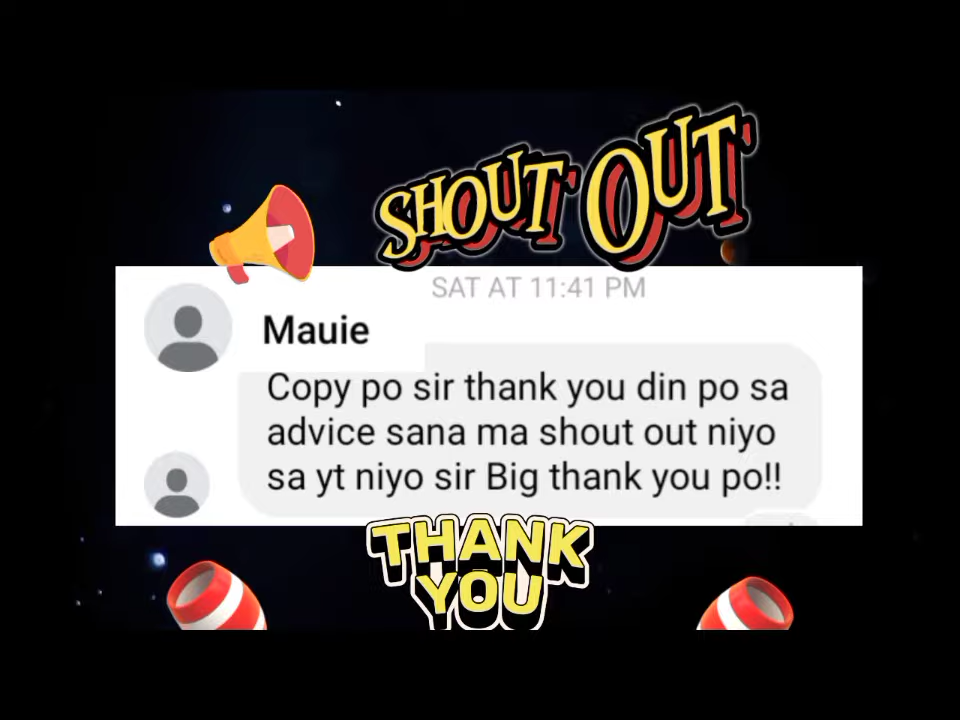 SHOUT OUT
SAT AT 11:41 PM
Mauie
Copy po sir thank you din po sa
advice sana ma shout out niyo
sa yt niyo sir Big thank you po!!
THANK
YOU